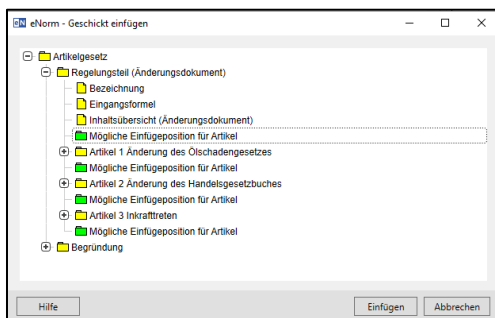 eN eNorm - Geschickt einfügen
Artikelgesetz
Regelungsteil (Änderungsdokument)
Bezeichnung
Eingangsformel
Inhaltsübersicht (Änderungsdokument)
Mögliche Einfügeposition für Artikel
Artikel 1 Änderung des Ölschadengesetzes
Mögliche Einfügeposition für Artikel
Artikel 2 Änderung des Handelsgesetzbuches
Mögliche Einfügeposition für Artikel
Artikel 3 Inkrafttreten
Mögliche Einfügeposition für Artikel
Begründung
Hilfe Einfügen Abbrechen